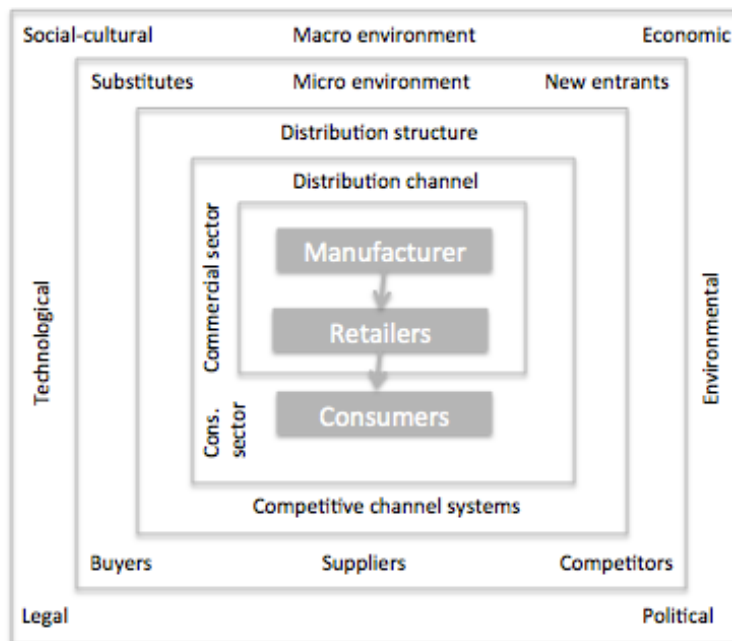 Social-cultural
Macro environment
Economic
Substitutes
Micro environment
New entrants
Distribution structure
Distribution channel
Commercial sector
Manufacturer
Technological
Retailers
Environmental
Cons.
sector
Consumers
Competitive channel systems
Buyers
Suppliers
Competitors
Legal
Political